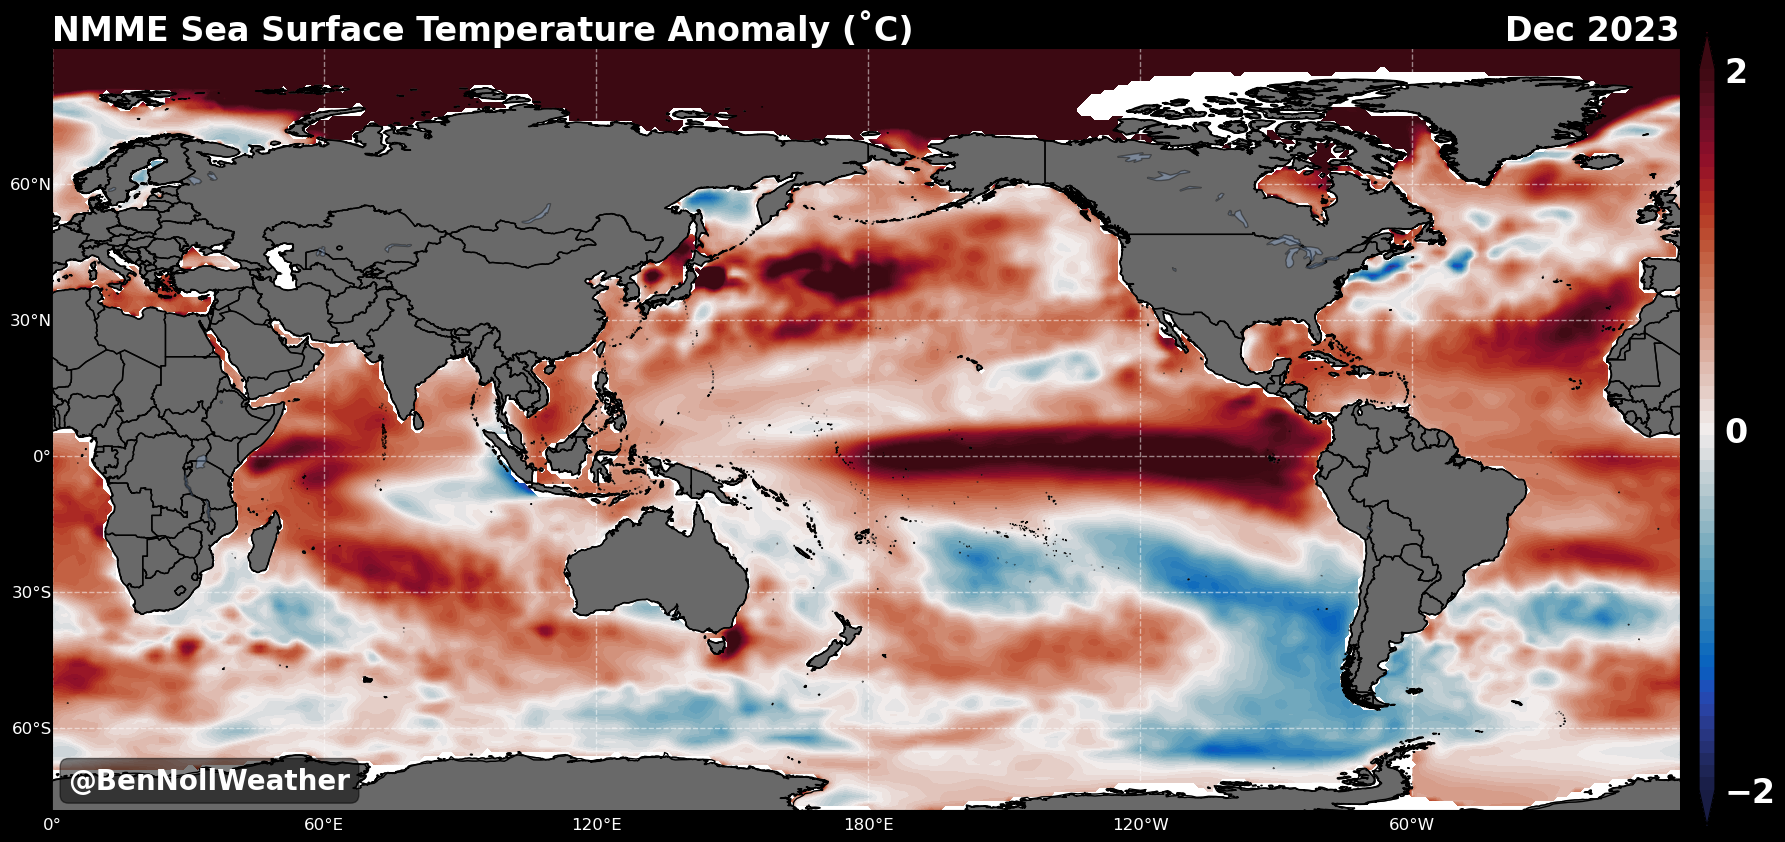 NMME Sea Surface Temperature Anomaly (˚C)
Dec 2023
2
0
−2
60°N
30°N
0°
30°S
60°S
@BenNollWeather
0°
60°E
120°E
180°E
120°W
60°W